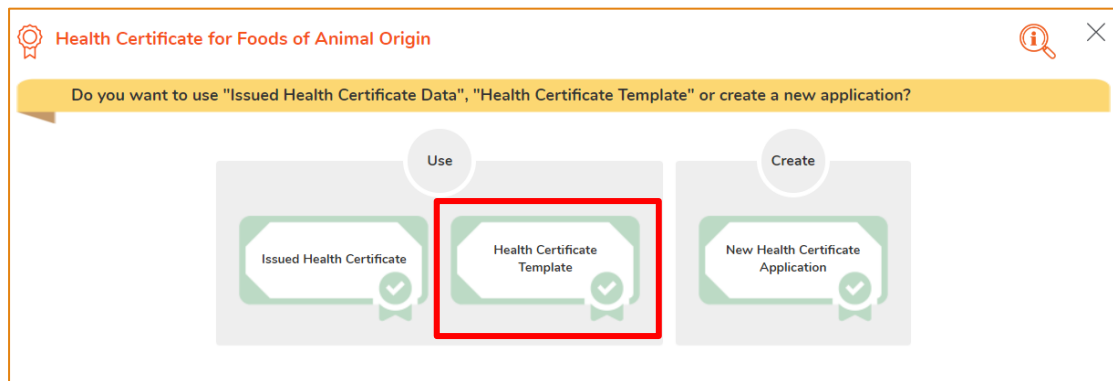 Health Certificate for Foods of Animal Origin
Do you want to use "Issued Health Certificate Data", "Health Certificate Template" or create a new application?
Use
Create
Issued Health Certificate
Health Certificate
Template
New Health Certificate
Application